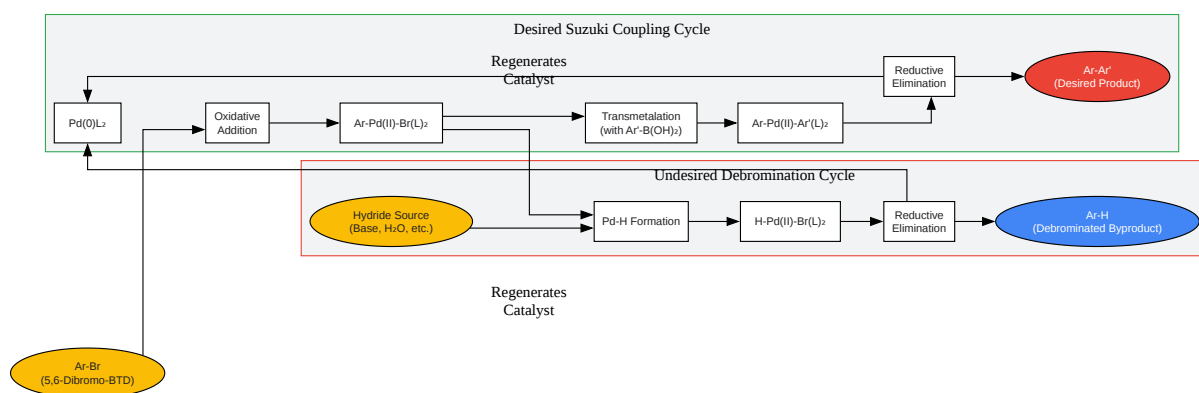 Desired Suzuki Coupling Cycle
Regenerates
Catalyst
Reductive
Elimination
Ar-Ar'
(Desired Product)
Pd(0)L₂
Oxidative
Addition
Ar-Pd(II)-Br(L)₂
Transmetalation
(with Ar'-B(OH)₂)
Ar-Pd(II)-Ar'(L)₂
Undesired Debromination Cycle
Hydride Source
(Base, H₂O, etc.)
Pd-H Formation
H-Pd(II)-Br(L)₂
Reductive
Elimination
Ar-H
(Debrominated Byproduct)
Regenerates
Catalyst
Ar-Br
(5,6-Dibromo-BTD)